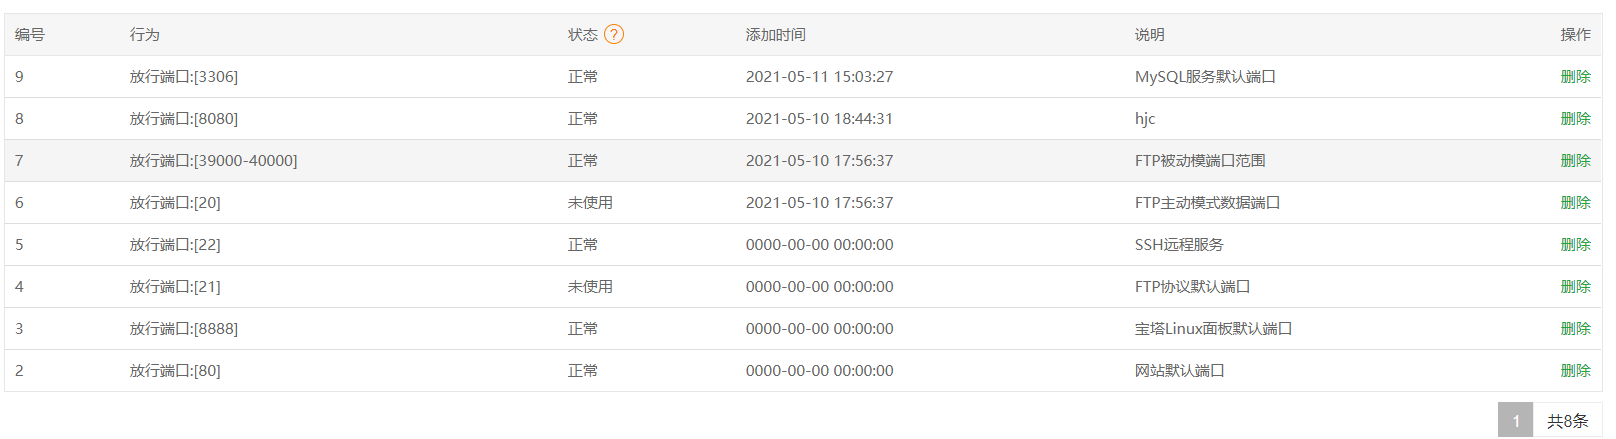 编号 行为 状态 ? 添加时间 说明 操作
9 放行端口:[3306] 正常 2021-05-11 15:03:27 MySQL服务默认端口 删除
8 放行端口:[8080] 正常 2021-05-10 18:44:31 hjc 删除
7 放行端口:[39000-40000] 正常 2021-05-10 17:56:37 FTP被动模端口范围 删除
6 放行端口:[20] 未使用 2021-05-10 17:56:37 FTP主动模式数据端口 删除
5 放行端口:[22] 正常 0000-00-00 00:00:00 SSH远程服务 删除
4 放行端口:[21] 未使用 0000-00-00 00:00:00 FTP协议默认端口 删除
3 放行端口:[8888] 正常 0000-00-00 00:00:00 宝塔Linux面板默认端口 删除
2 放行端口:[80] 正常 0000-00-00 00:00:00 网站默认端口 删除
1 共8条